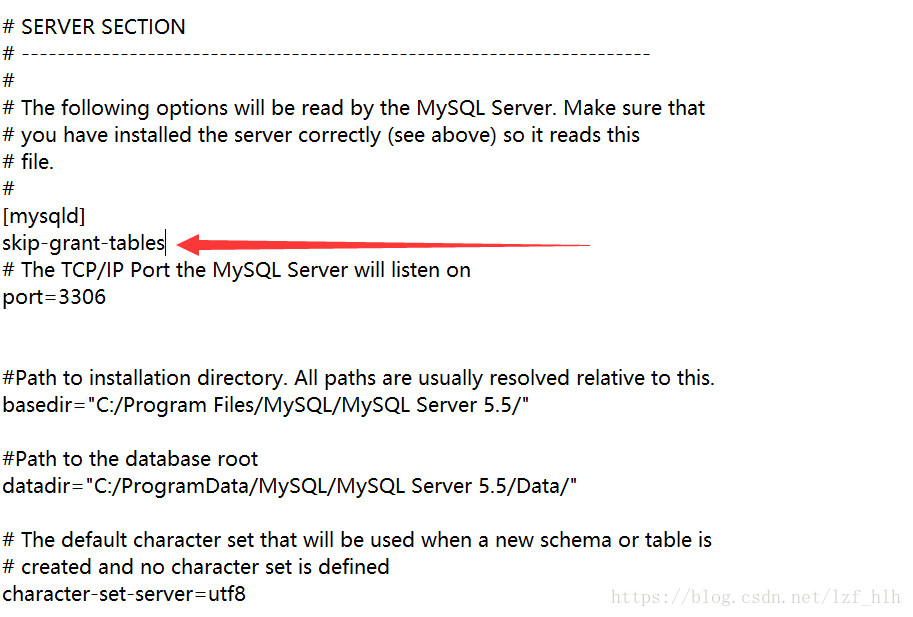 # SERVER SECTION
# ----------------------------------------------------------------------
#
# The following options will be read by the MySQL Server. Make sure that
# you have installed the server correctly (see above) so it reads this
# file.
#
[mysqld]
skip-grant-tables
# The TCP/IP Port the MySQL Server will listen on
port=3306
#Path to installation directory. All paths are usually resolved relative to this.
basedir="C:/Program Files/MySQL/MySQL Server 5.5/"
#Path to the database root
datadir="C:/ProgramData/MySQL/MySQL Server 5.5/Data/"
# The default character set that will be used when a new schema or table is
# created and no character set is defined
character-set-server=utf8
https://blog.csdn.net/lzf_hlh